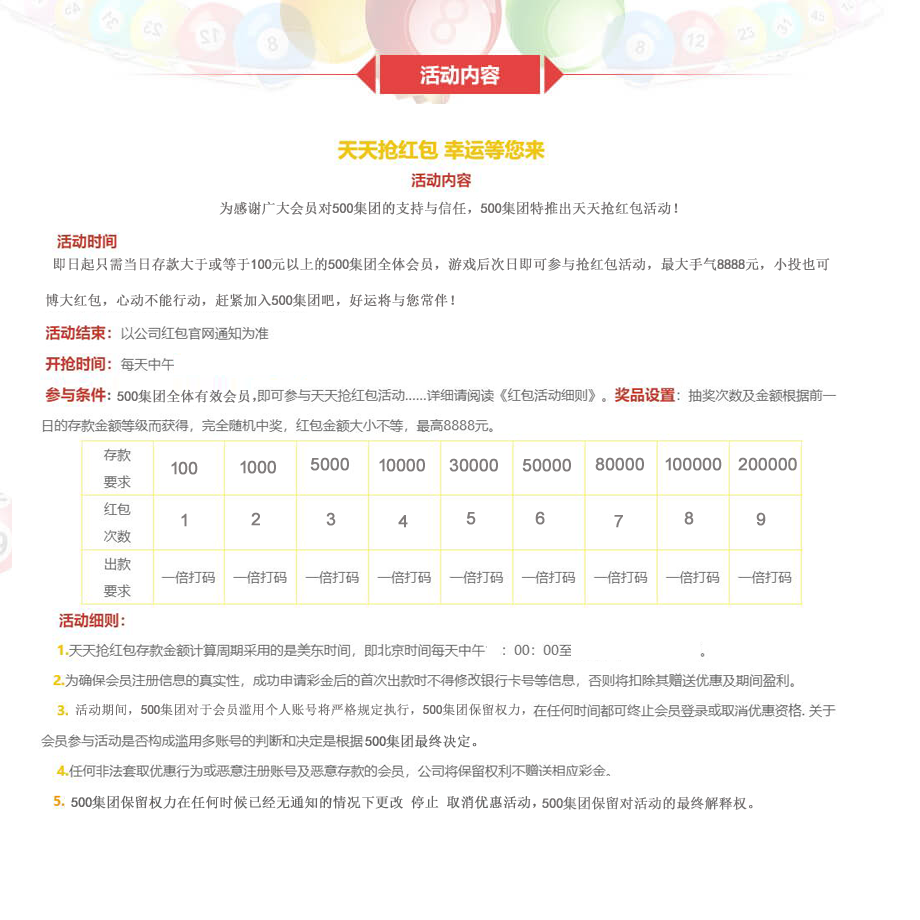 活动内容
天天抢红包 幸运等您来
活动内容
为感谢广大会员对500集团的支持与信任，500集团特推出天天抢红包活动！
活动时间
即日起只需当日存款大于或等于100元以上的500集团全体会员，游戏后次日即可参与抢红包活动，最大手气8888元，小投也可
博大红包，心动不能行动，赶紧加入500集团吧，好运将与您常伴！
活动结束：以公司红包官网通知为准
开抢时间：每天中午
参与条件：500集团全体有效会员,即可参与天天抢红包活动......详细请阅读《红包活动细则》。奖品设置：抽奖次数及金额根据前一
日的存款金额等级而获得，完全随机中奖，红包金额大小不等，最高8888元。
存款要求 100 1000 5000 10000 30000 50000 80000 100000 200000
红包次数 1 2 3 4 5 6 7 8 9
出款要求 一倍打码 一倍打码 一倍打码 一倍打码 一倍打码 一倍打码 一倍打码 一倍打码 一倍打码
活动细则：
1.天天抢红包存款金额计算周期采用的是美东时间，即北京时间每天中午 ：00：00至 。
2.为确保会员注册信息的真实性，成功申请彩金后的首次出款时不得修改银行卡号等信息，否则将扣除其赠送优惠及期间盈利。
3. 活动期间，500集团对于会员滥用个人账号将严格规定执行，500集团保留权力，在任何时间都可终止会员登录或取消优惠资格. 关于
会员参与活动是否构成滥用多账号的判断和决定是根据500集团最终决定。
4.任何非法套取优惠行为或恶意注册账号及恶意存款的会员，公司将保留权利不赠送相应彩金。
5. 500集团保留权力在任何时候已经无通知的情况下更改 停止 取消优惠活动，500集团保留对活动的最终解释权。